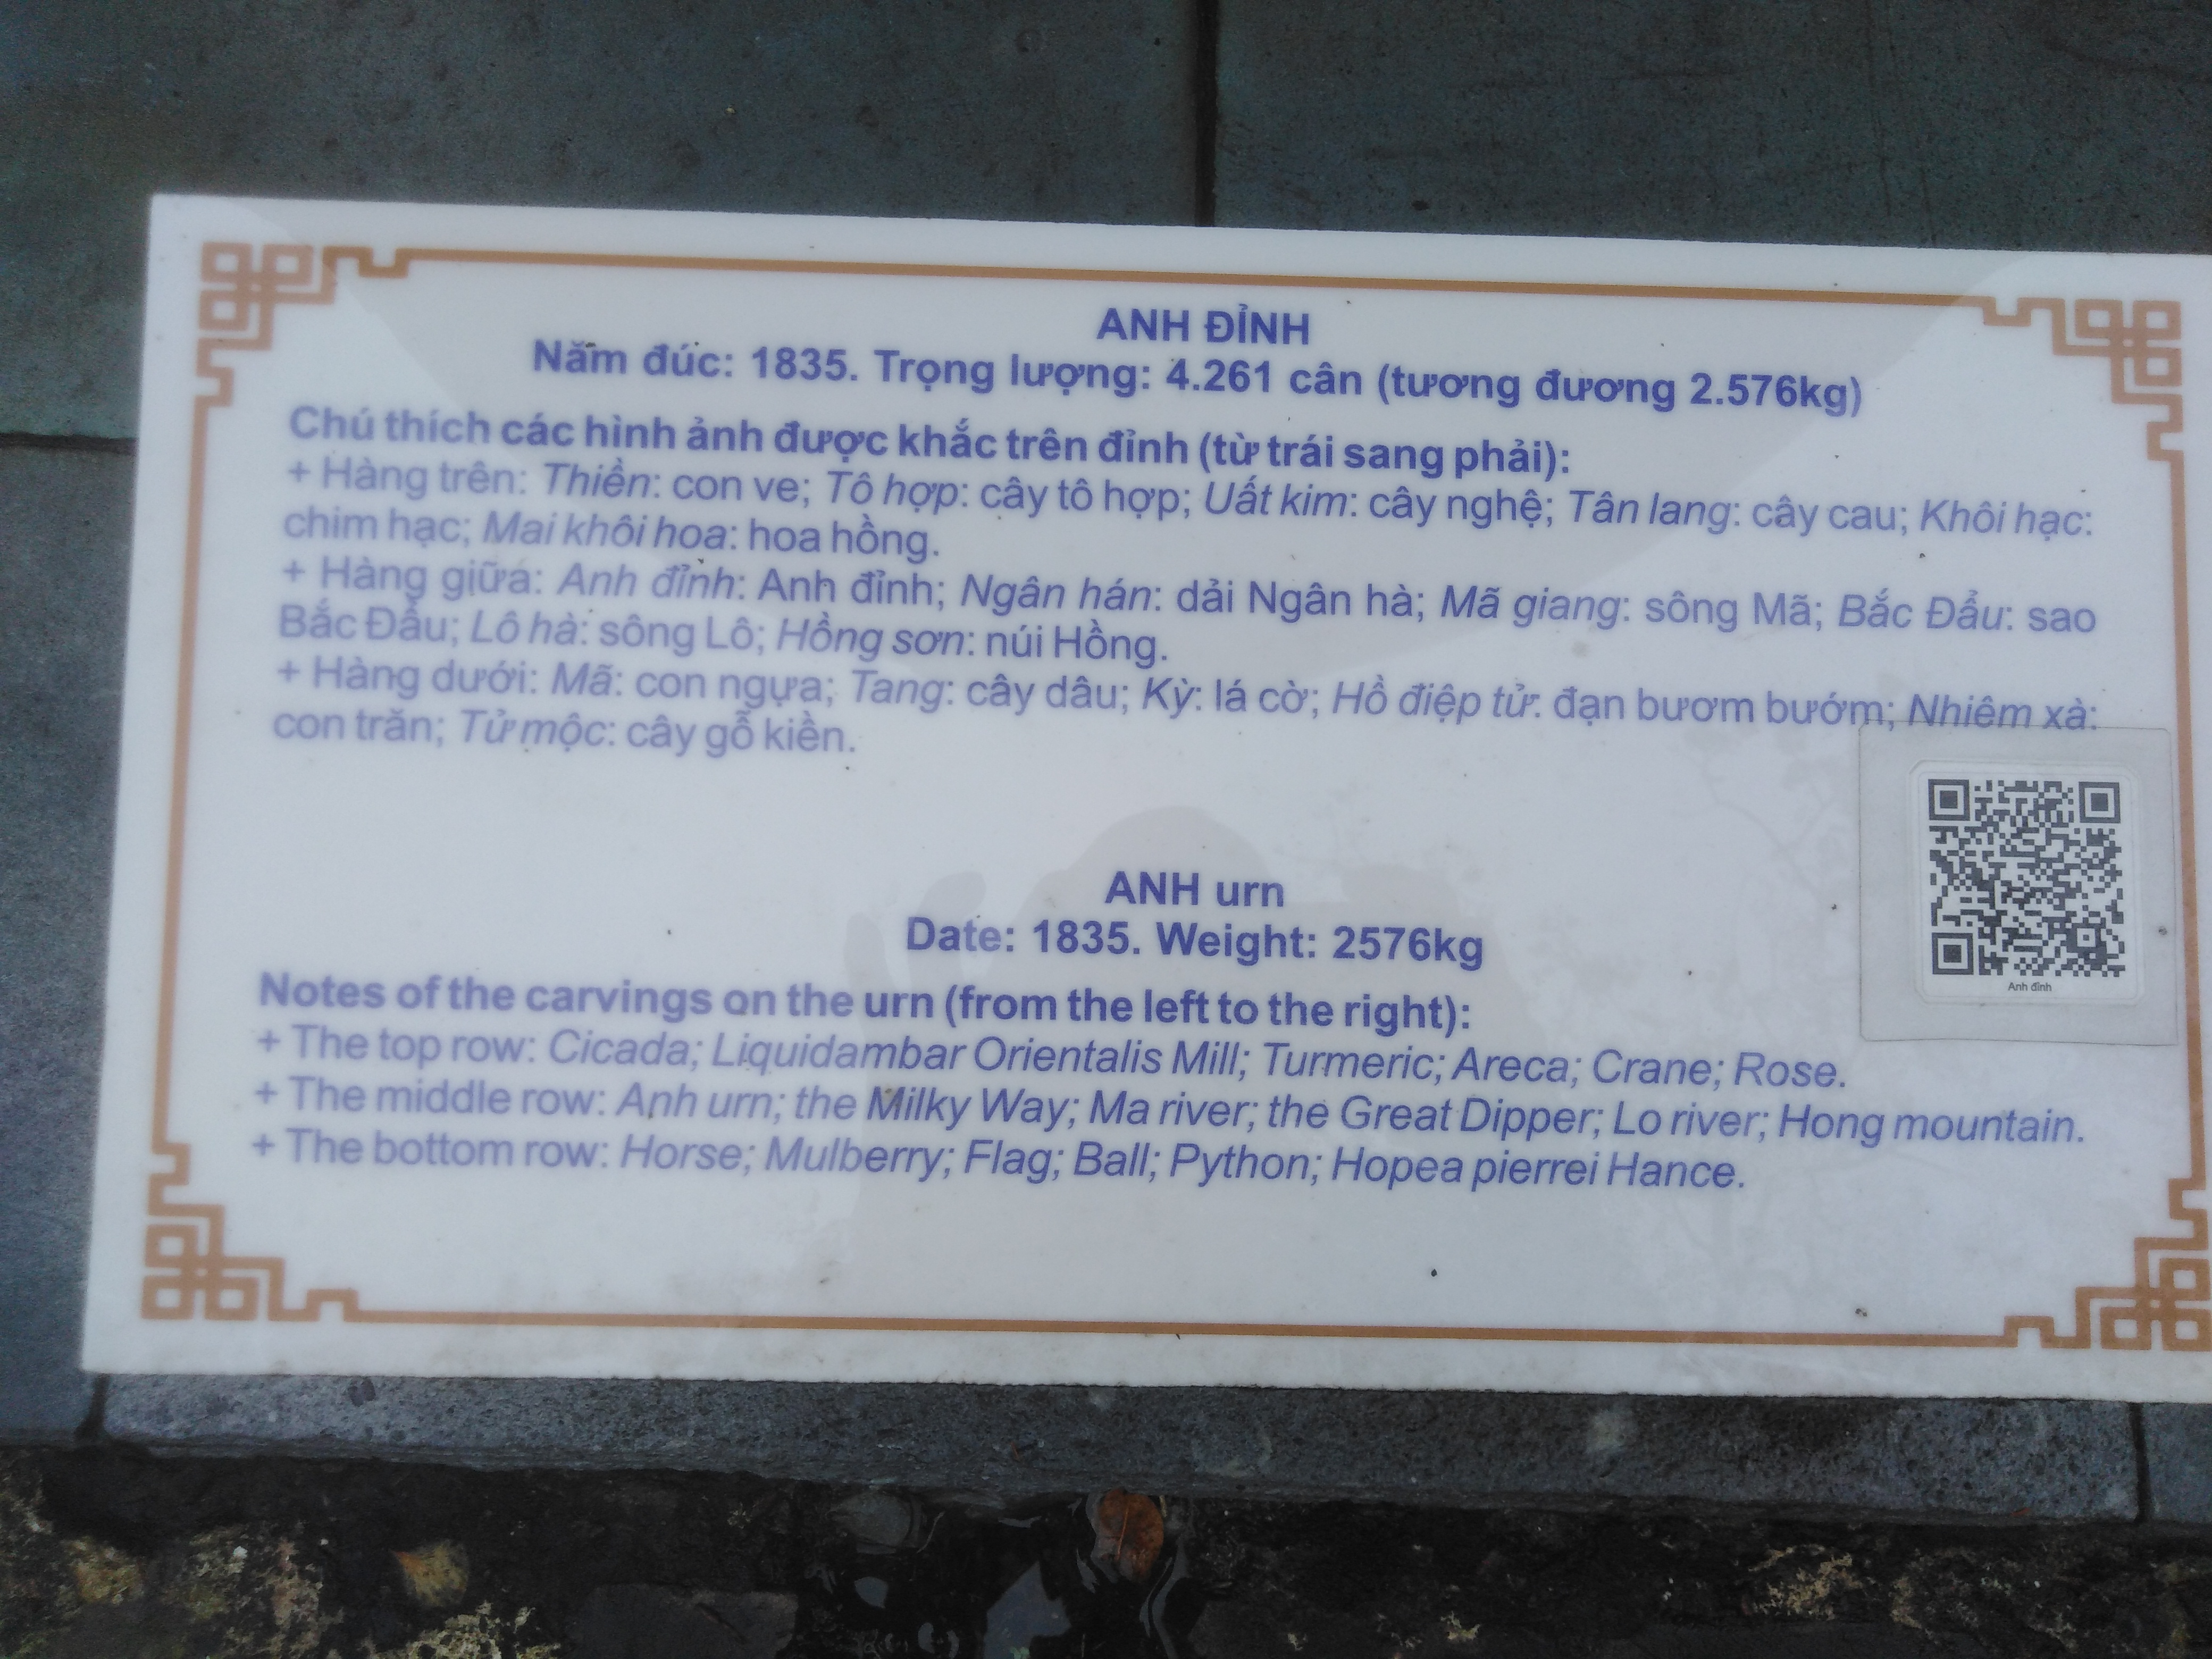 ANH ĐỈNH
Năm đúc: 1835. Trọng lượng: 4.261 cân (tương đương 2.576kg)
Chú thích các hình ảnh được khắc trên đỉnh (từ trái sang phải):
+ Hàng trên: Thiền: con ve; Tô hợp: cây tô hợp; Uất kim: cây nghệ; Tân lang: cây cau; Khôi hạc:
chim hạc; Mai khôi hoa: hoa hồng.
+ Hàng giữa: Anh đỉnh: Anh đỉnh; Ngân hán: dải Ngân hà; Mã giang: sông Mã; Bắc Đẩu: sao
Bắc Đẩu; Lô hà: sông Lô; Hồng sơn: núi Hồng.
+ Hàng dưới: Mã: con ngựa; Tang: cây dâu; Kỳ: lá cờ; Hồ điệp tử: đạn bươm bướm; Nhiêm xà:
con trăn; Tử mộc: cây gỗ kiền.
ANH urn
Date: 1835. Weight: 2576kg
Notes of the carvings on the urn (from the left to the right):
+ The top row: Cicada; Liquidambar Orientalis Mill; Turmeric; Areca; Crane; Rose.
+ The middle row: Anh urn; the Milky Way; Ma river; the Great Dipper; Lo river; Hong mountain.
+ The bottom row: Horse; Mulberry; Flag; Ball; Python; Hopea pierrei Hance.
Anh đỉnh